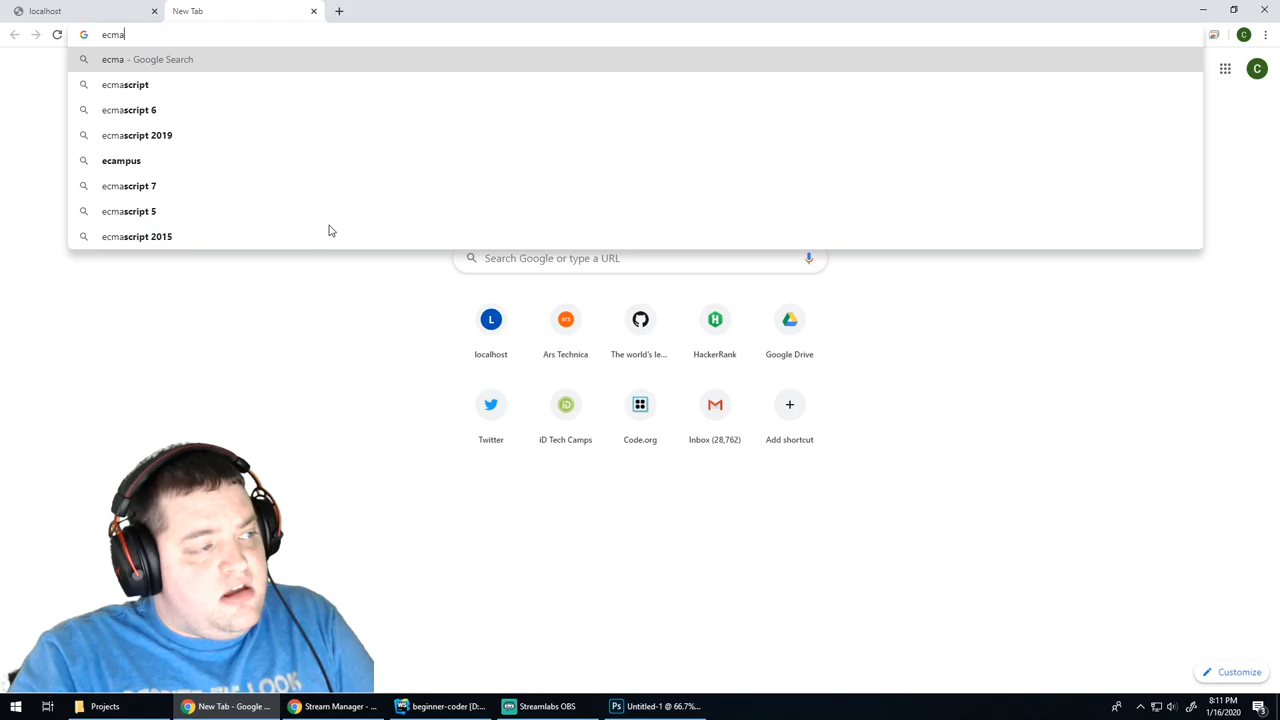 localhost
New Tab
ecma
ecma - Google Search
ecmascript
ecmascript 6
ecmascript 2019
ecampus
ecmascript 7
ecmascript 5
ecmascript 2015
C
C
Search Google or type a URL
L
ars
H
localhost
Ars Technica
The world's le...
HackerRank
Google Drive
iD
Twitter
iD Tech Camps
Code.org
Inbox (28,762)
Add shortcut
Customize
Projects
New Tab - Google ...
Stream Manager - ...
beginner-coder [D:...
Streamlabs OBS
Untitled-1 @ 66.7%...
8:11 PM
1/16/2020
3